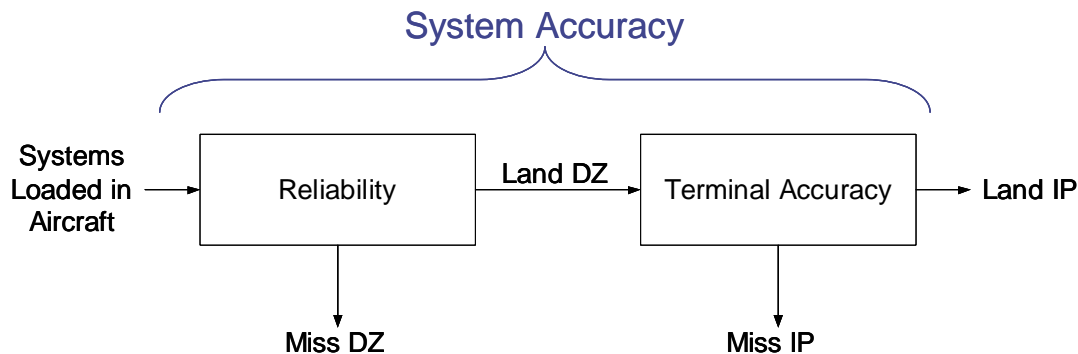 System Accuracy
Systems
Loaded in
Aircraft
Reliability
Land DZ
Terminal Accuracy
Land IP
Miss DZ
Miss IP